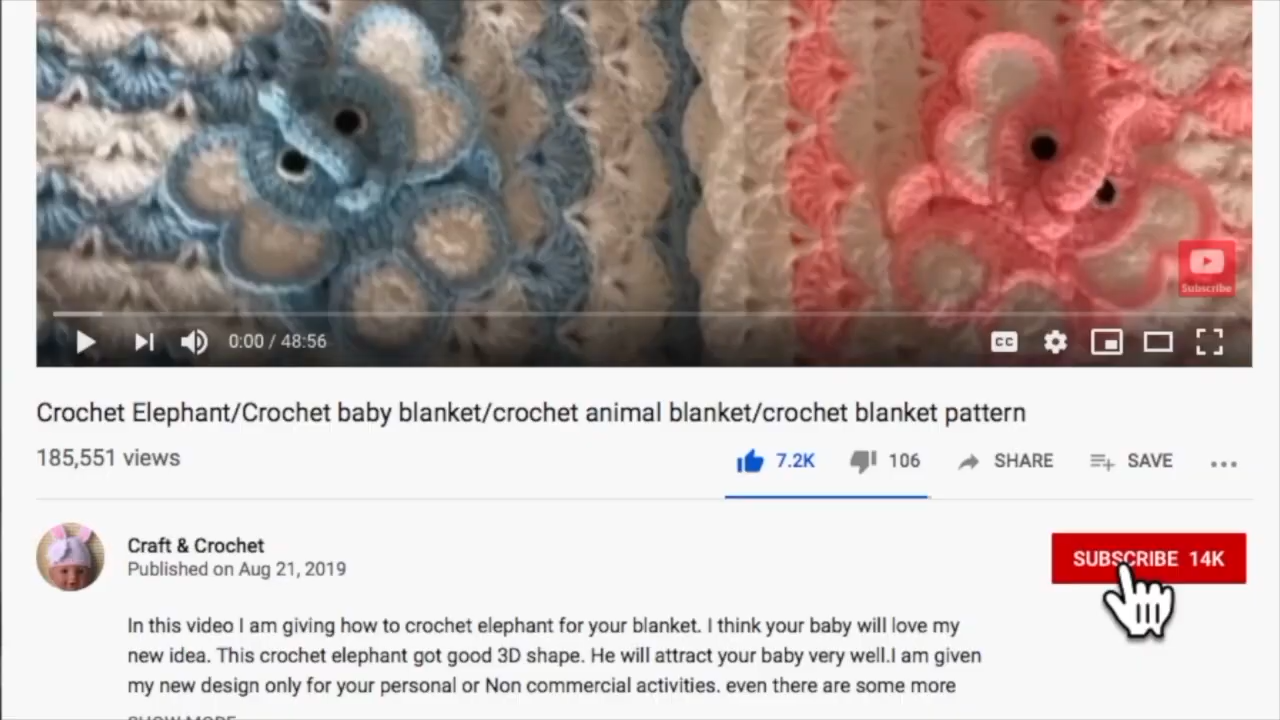 Subscribe
0:00 / 48:56
CC
Crochet Elephant/Crochet baby blanket/crochet animal blanket/crochet blanket pattern
185,551 views
7.2K 106 SHARE SAVE
Craft & Crochet
Published on Aug 21, 2019
SUBSCRIBE 14K
In this video I am giving how to crochet elephant for your blanket. I think your baby will love my
new idea. This crochet elephant got good 3D shape. He will attract your baby very well.I am given
my new design only for your personal or Non commercial activities. even there are some more
SHOW MORE